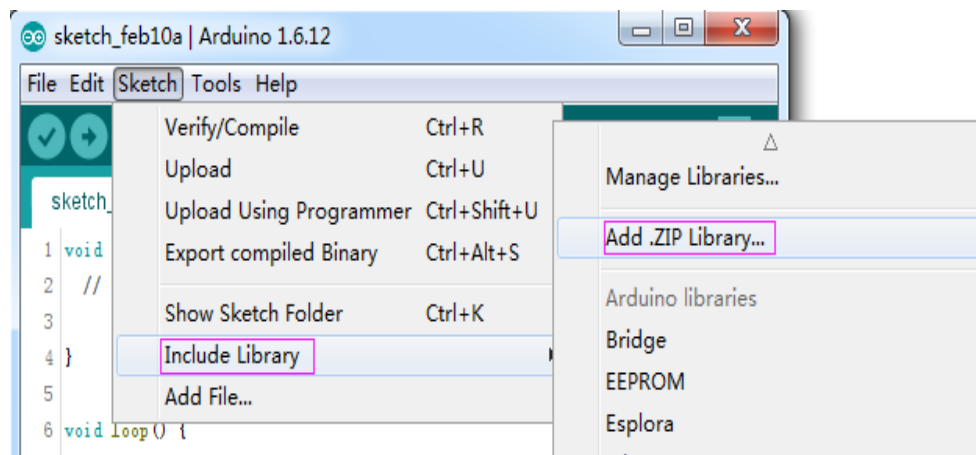 sketch_feb10a | Arduino 1.6.12
File Edit Sketch Tools Help
Verify/Compile Ctrl+R
Upload Ctrl+U
Upload Using Programmer Ctrl+Shift+U
Export compiled Binary Ctrl+Alt+S
Show Sketch Folder Ctrl+K
Include Library
Add File...
Manage Libraries...
Add .ZIP Library...
Arduino libraries
Bridge
EEPROM
Esplora
sketch_
1 void
2 //
3
4 }
5
6 void loop() {